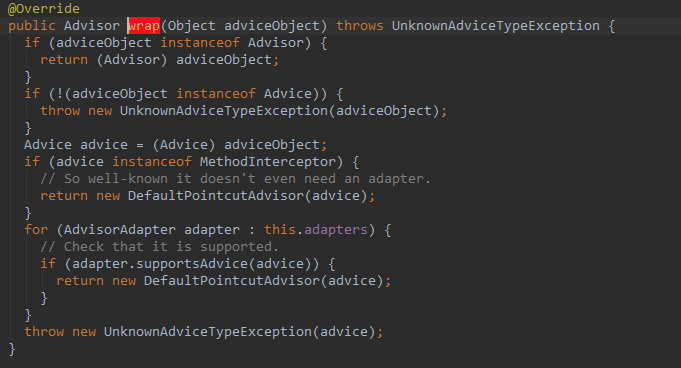 @Override
public Advisor wrap(Object adviceObject) throws UnknownAdviceTypeException {
if (adviceObject instanceof Advisor) {
return (Advisor) adviceObject;
}
if (!(adviceObject instanceof Advice)) {
throw new UnknownAdviceTypeException(adviceObject);
}
Advice advice = (Advice) adviceObject;
if (advice instanceof MethodInterceptor) {
// So well-known it doesn't even need an adapter.
return new DefaultPointcutAdvisor(advice);
}
for (AdvisorAdapter adapter : this.adapters) {
// Check that it is supported.
if (adapter.supportsAdvice(advice)) {
return new DefaultPointcutAdvisor(advice);
}
}
throw new UnknownAdviceTypeException(advice);
}